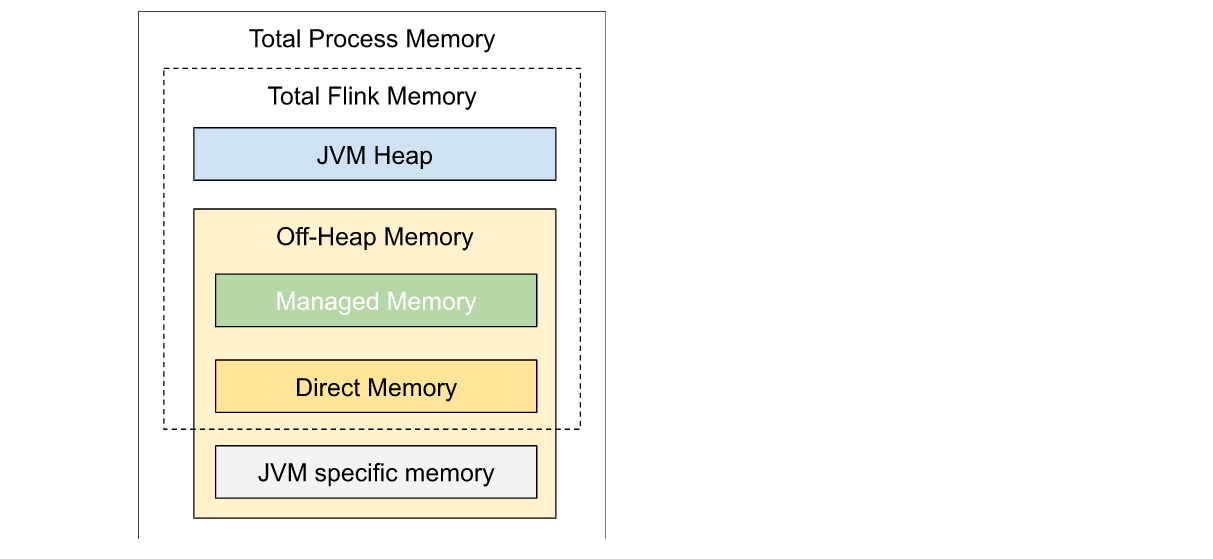 Total Process Memory
Total Flink Memory
JVM Heap
Off-Heap Memory
Managed Memory
Direct Memory
JVM specific memory